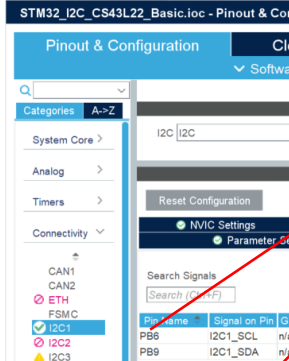 STM32_I2C_CS43L22_Basic.ioc - Pinout & Co
Pinout & Configuration
Cl
Softwa
Categories A->Z
System Core
I2C I2C
Analog
Timers
Reset Configuration
Connectivity
NVIC Settings
Parameter Se
CAN1
CAN2
ETH
FSMC
I2C1
I2C2
I2C3
Search Signals
Search (Ctrl+F)
Pin Name Signal on Pin G
PB6 I2C1_SCL n/a
PB9 I2C1_SDA n/a